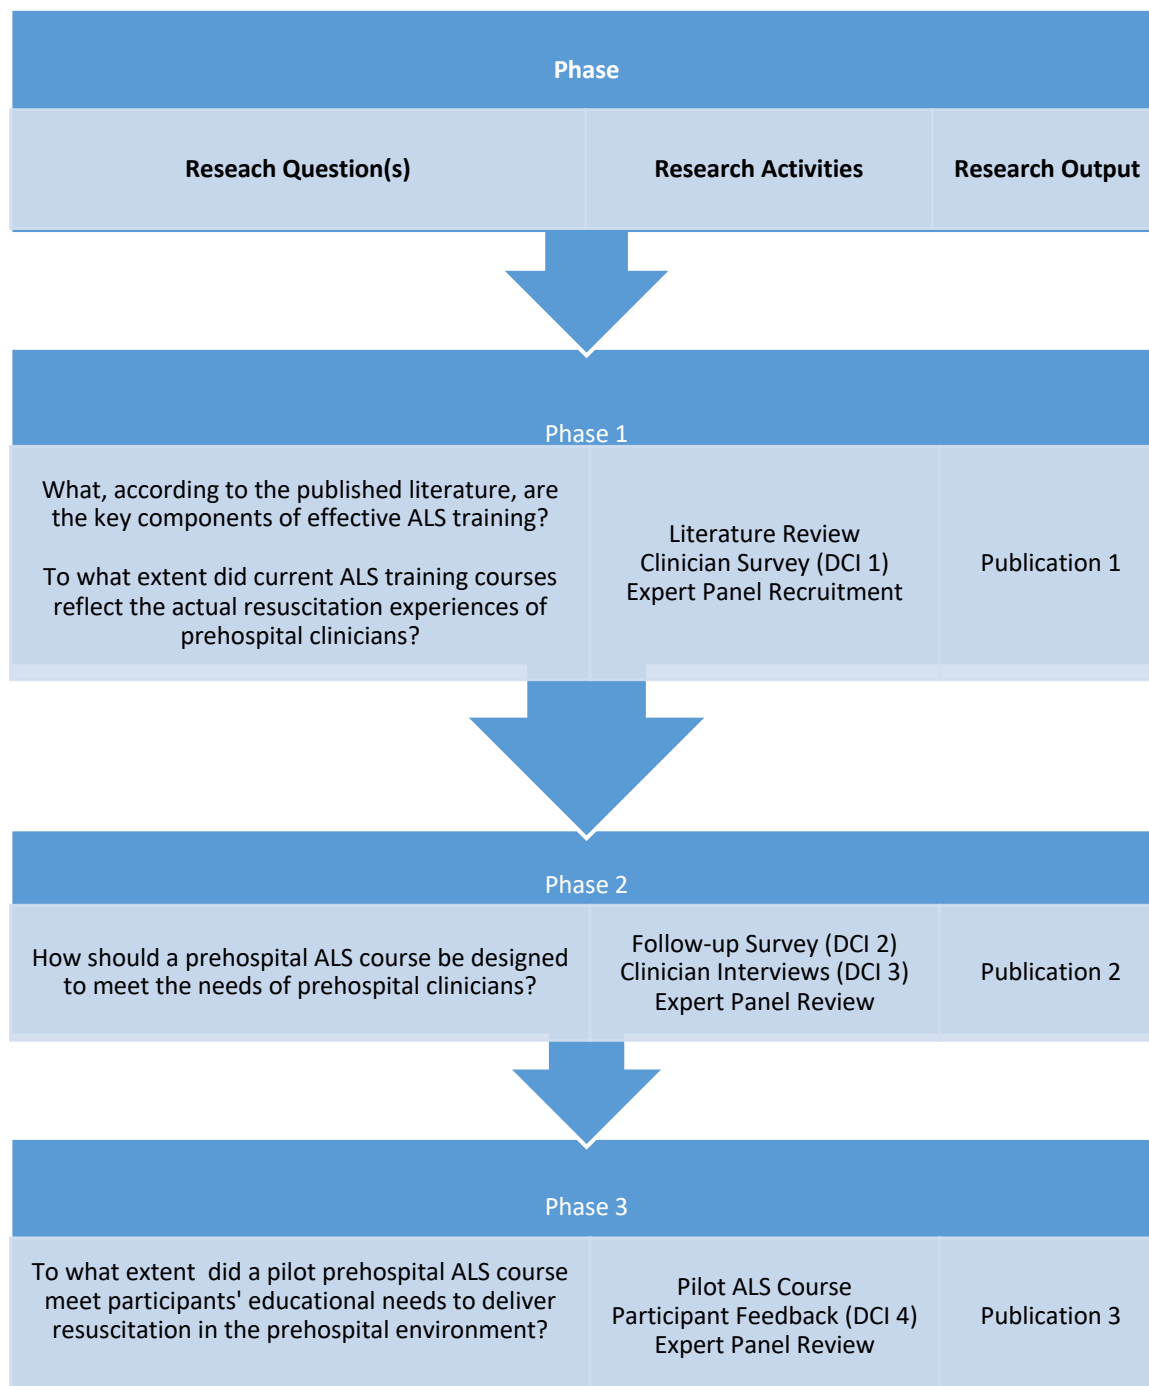 Phase
Reseach Question(s)
Research Activities
Research Output
Phase 1
What, according to the published literature, are
the key components of effective ALS training?
To what extent did current ALS training courses
reflect the actual resuscitation experiences of
prehospital clinicians?
Literature Review
Clinician Survey (DCI 1)
Expert Panel Recruitment
Publication 1
Phase 2
How should a prehospital ALS course be designed
to meet the needs of prehospital clinicians?
Follow-up Survey (DCI 2)
Clinician Interviews (DCI 3)
Expert Panel Review
Publication 2
Phase 3
To what extent  did a pilot prehospital ALS course
meet participants' educational needs to deliver
resuscitation in the prehospital environment?
Pilot ALS Course
Participant Feedback (DCI 4)
Expert Panel Review
Publication 3